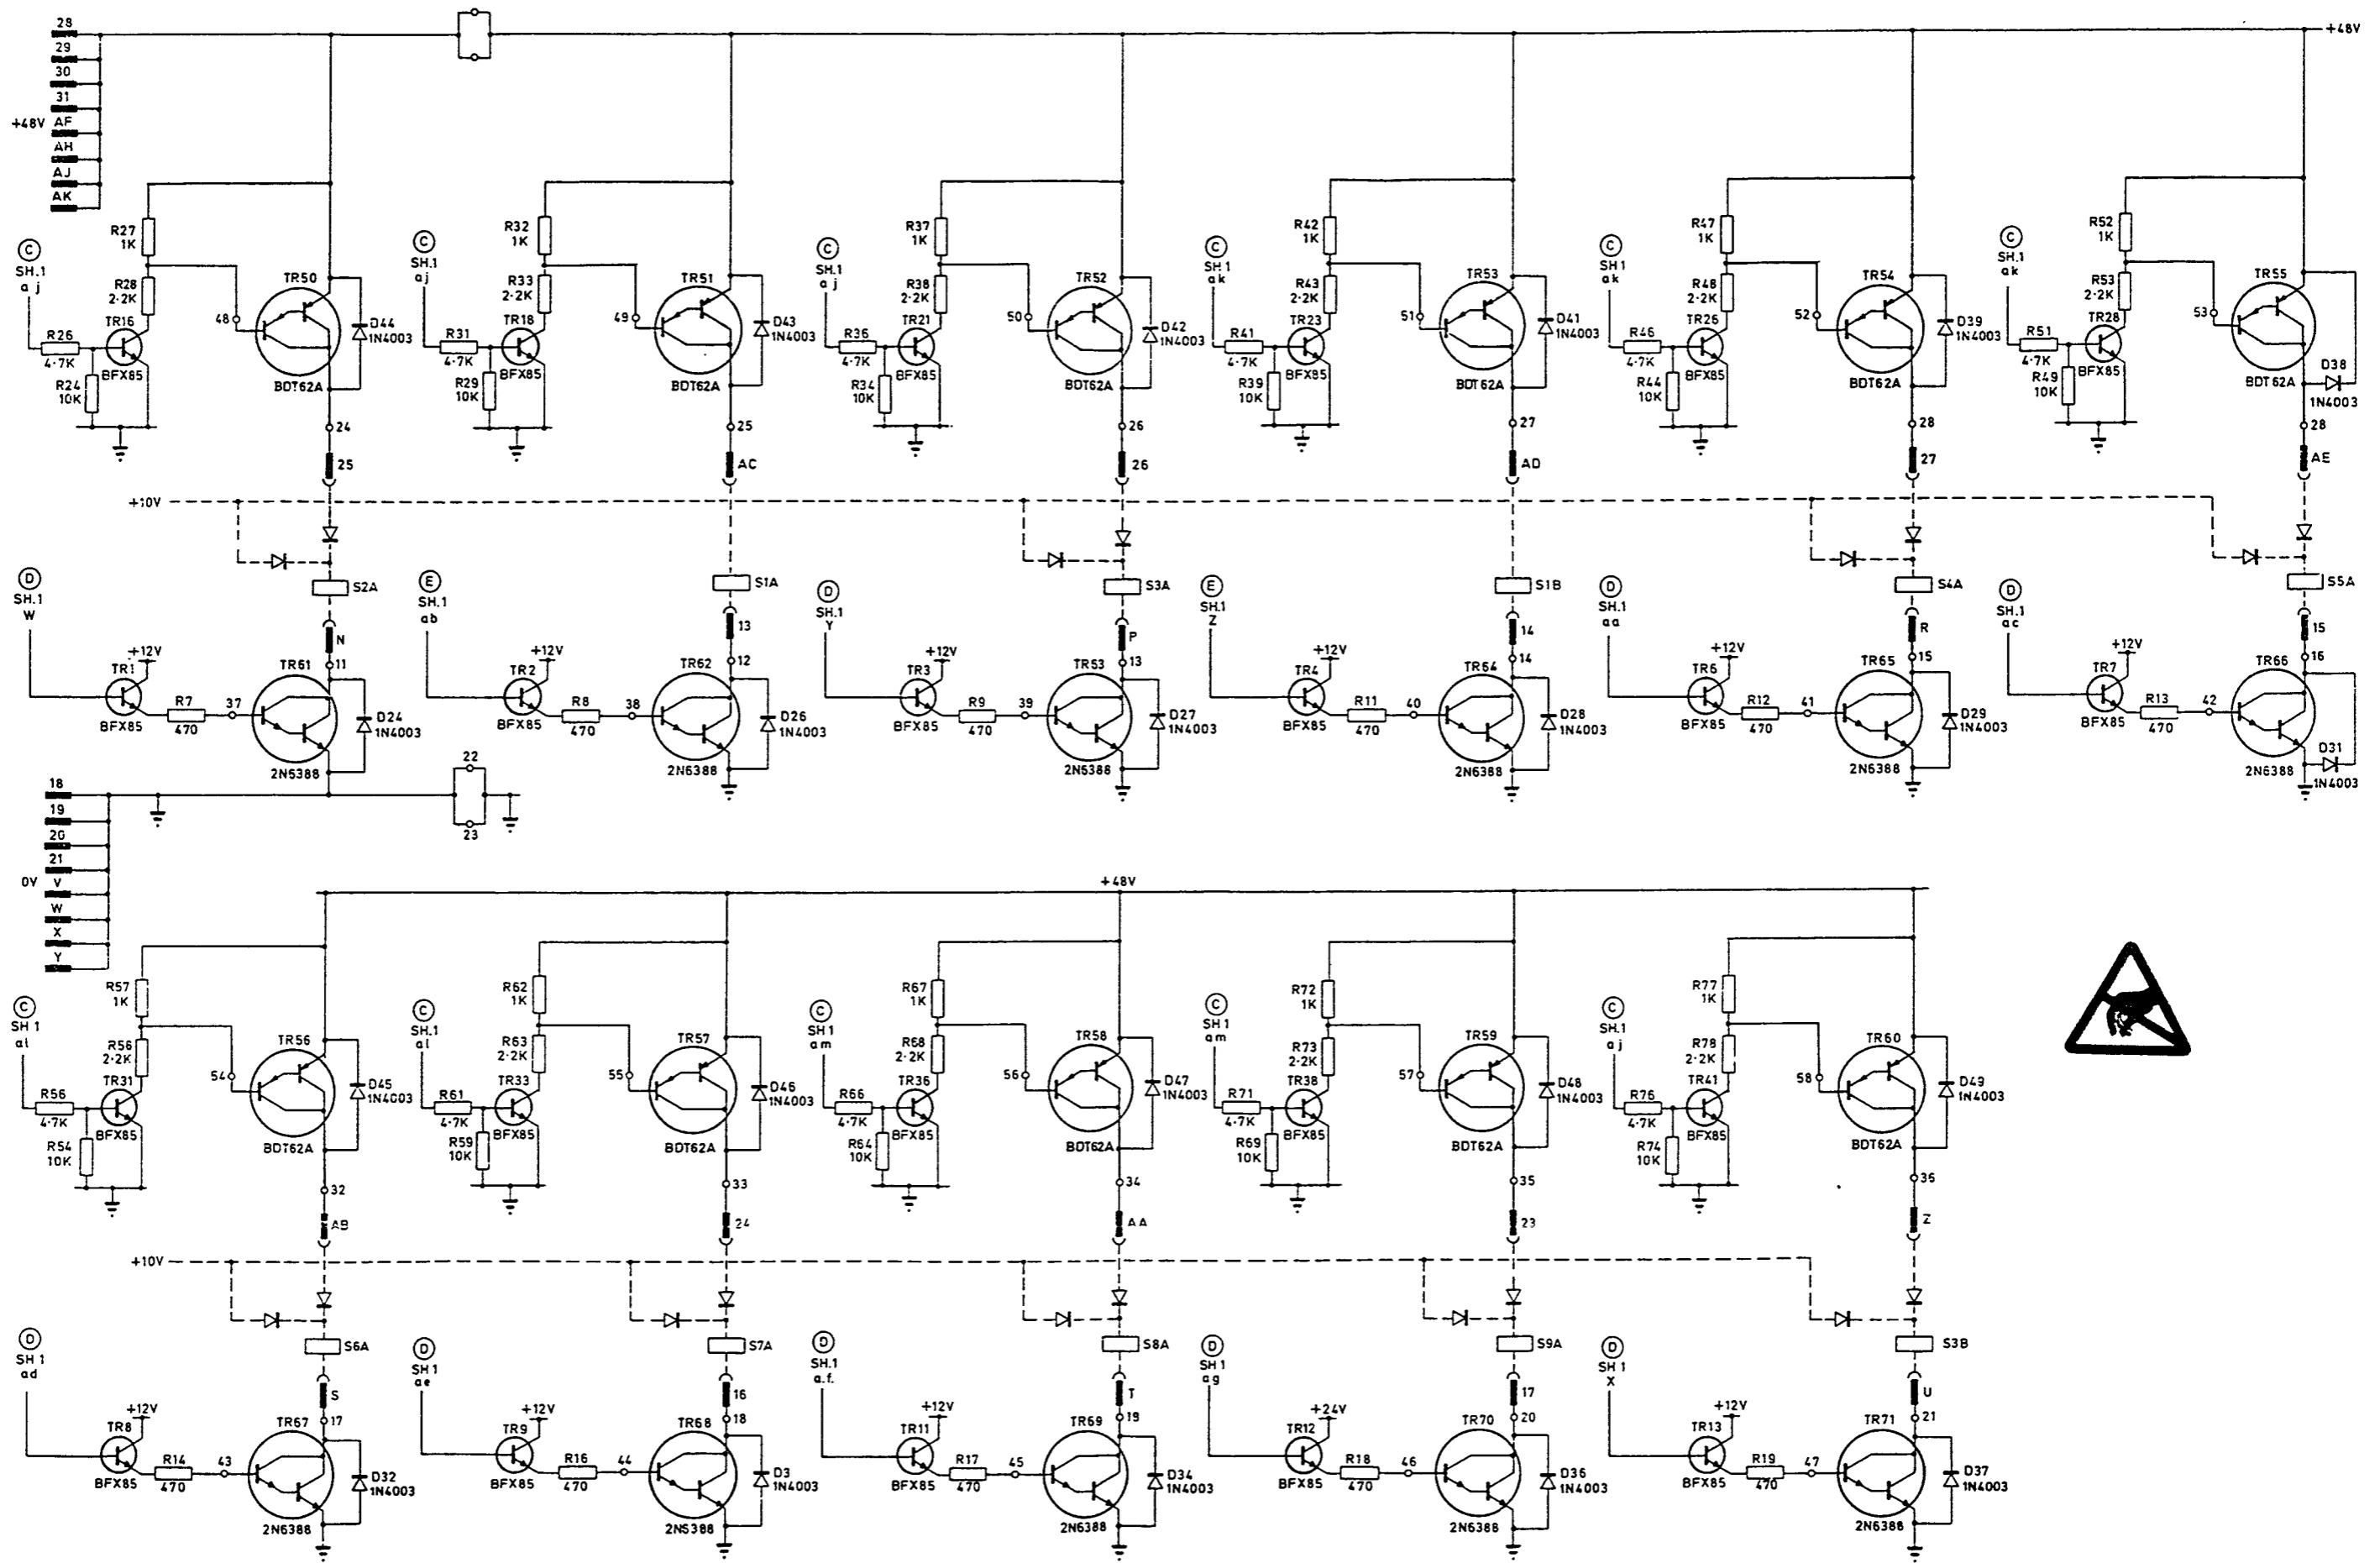 28
29
30
31
+48V AF
AH
AJ
AK
+48V
C
SH.1
aj
R27
1K
R28
2·2K
TR16
R26
4·7K
BFX85
R24
10K
48
TR50
BDT62A
D44
1N4003
24
25
C
SH.1
aj
R32
1K
R33
2·2K
TR18
R31
4·7K
BFX85
R29
10K
49
TR51
BDT62A
D43
1N4003
25
AC
C
SH.1
aj
R37
1K
R38
2·2K
TR21
R36
4·7K
BFX85
R34
10K
50
TR52
BDT62A
D42
1N4003
26
26
C
SH.1
ak
R42
1K
R43
2·2K
TR23
R41
4·7K
BFX85
R39
10K
51
TR53
BDT62A
D41
1N4003
27
AD
C
SH.1
ak
R47
1K
R48
2·2K
TR26
R46
4·7K
BFX85
R44
10K
52
TR54
BDT62A
D39
1N4003
28
27
C
SH.1
ak
R52
1K
R53
2·2K
TR28
R51
4·7K
BFX85
R49
10K
53
TR55
BDT62A
D38
1N4003
28
AE
+10V
D
SH.1
W
S2A
N
11
+12V
TR1
BFX85
R7
470
37
TR61
2N6388
D24
1N4003
E
SH.1
ab
S1A
13
12
+12V
TR2
BFX85
R8
470
38
TR62
2N6388
D26
1N4003
D
SH.1
Y
S3A
P
13
+12V
TR3
BFX85
R9
470
39
TR53
2N6388
D27
1N4003
E
SH.1
Z
S1B
14
14
+12V
TR4
BFX85
R11
470
40
TR64
2N6388
D28
1N4003
D
SH.1
aa
S4A
R
15
+12V
TR6
BFX85
R12
470
41
TR65
2N6388
D29
1N4003
D
SH.1
ac
S5A
15
16
+12V
TR7
BFX85
R13
470
42
TR66
2N6388
D31
1N4003
22
23
18
19
20
21
0V V
W
X
Y
+48V
C
SH 1
al
R57
1K
R56
2·2K
TR31
R56
4·7K
BFX85
R54
10K
54
TR56
BDT62A
D45
1N4003
32
AB
C
SH.1
al
R62
1K
R63
2·2K
TR33
R61
4·7K
BFX85
R59
10K
55
TR57
BDT62A
D46
1N4003
33
24
C
SH 1
am
R67
1K
R68
2·2K
TR36
R66
4·7K
BFX85
R64
10K
56
TR58
BDT62A
D47
1N4003
34
AA
C
SH 1
am
R72
1K
R73
2·2K
TR38
R71
4·7K
BFX85
R69
10K
57
TR59
BDT62A
D48
1N4003
35
23
C
SH.1
aj
R77
1K
R78
2·2K
TR41
R76
4·7K
BFX85
R74
10K
58
TR60
BDT62A
D49
1N4003
36
Z
+10V
D
SH 1
ad
S6A
S
17
+12V
TR8
BFX85
R14
470
43
TR67
2N6388
D32
1N4003
D
SH 1
ae
S7A
16
18
+12V
TR9
BFX85
R16
470
44
TR68
2NS388
D3
1N4003
D
SH.1
a.f.
S8A
T
19
+12V
TR11
BFX85
R17
470
45
TR69
2N6388
D34
1N4003
D
SH 1
ag
S9A
17
20
+24V
TR12
BFX85
R18
470
46
TR70
2N6388
D36
1N4003
D
SH 1
X
S3B
U
21
+12V
TR13
BFX85
R19
470
47
TR71
2N6388
D37
1N4003